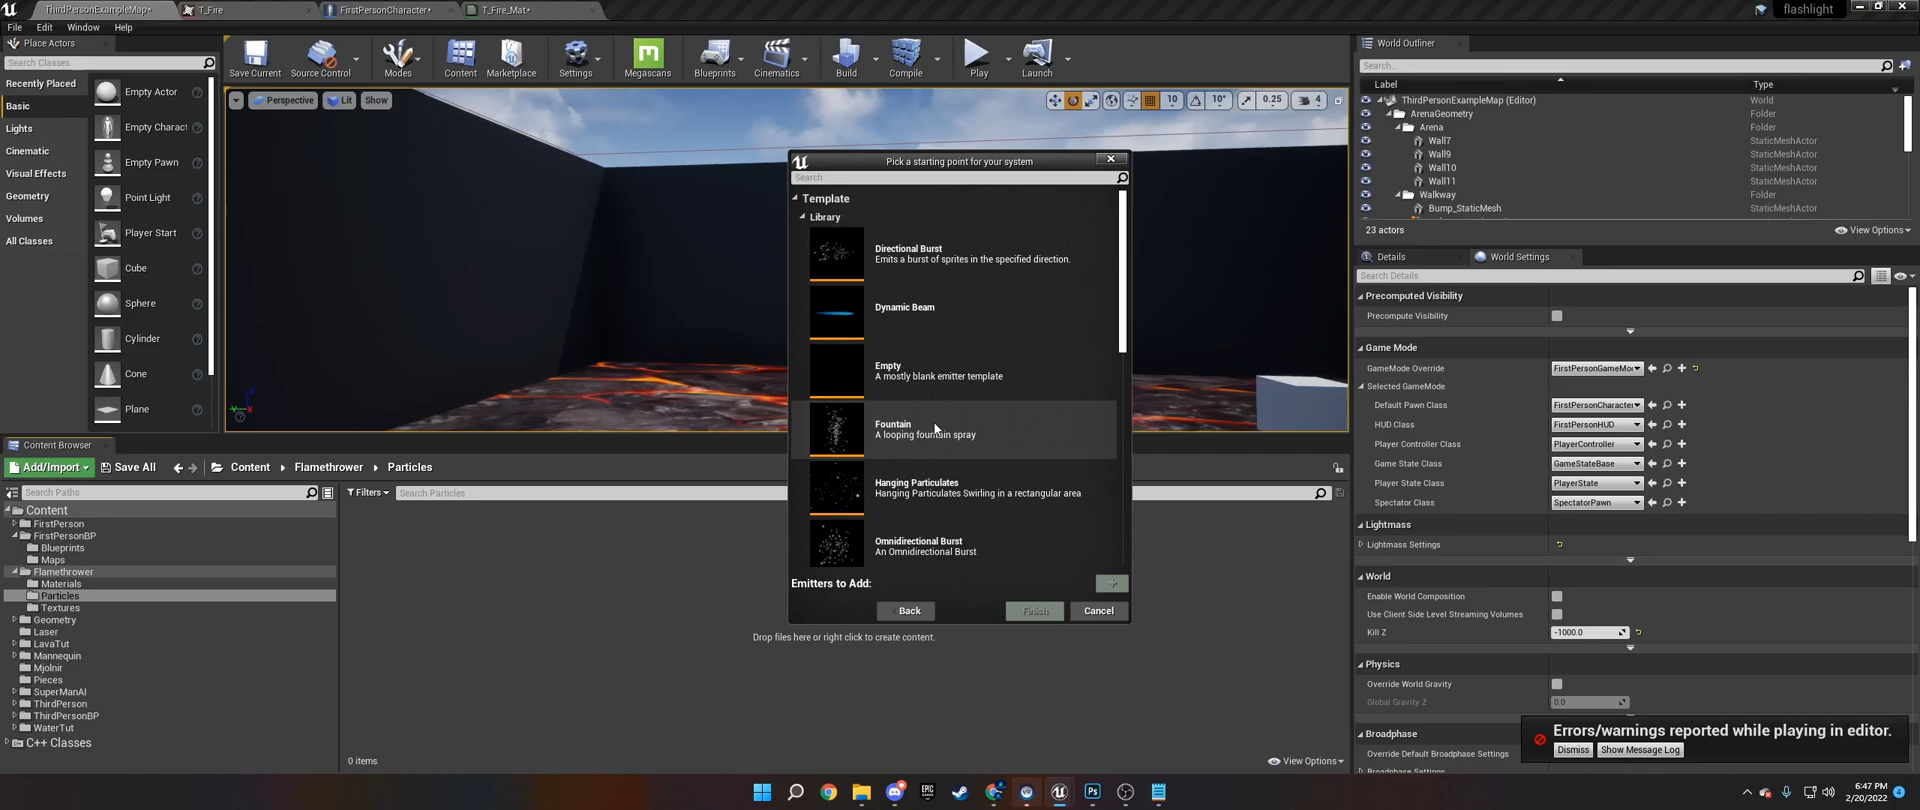 ThirdPersonExampleMap*
T_Fire
FirstPersonCharacter*
T_Fire_Mat*
flashlight
File Edit Window Help
Place Actors
Search Classes
Recently Placed
Basic
Lights
Cinematic
Visual Effects
Geometry
Volumes
All Classes
Empty Actor
Empty Charact
Empty Pawn
Point Light
Player Start
Cube
Sphere
Cylinder
Cone
Plane
Save Current
Source Control
Modes
Content
Marketplace
Settings
Megascans
Blueprints
Cinematics
Build
Compile
Play
Launch
Perspective
Lit
Show
10
10°
0.25
4
Pick a starting point for your system
Search
Template
Library
Directional Burst
Emits a burst of sprites in the specified direction.
Dynamic Beam
Empty
A mostly blank emitter template
Fountain
A looping fountain spray
Hanging Particulates
Hanging Particulates Swirling in a rectangular area
Omnidirectional Burst
An Omnidirectional Burst
Emitters to Add:
Back
Finish
Cancel
World Outliner
Search...
Label
Type
ThirdPersonExampleMap (Editor)
World
ArenaGeometry
Folder
Arena
Folder
Wall7
StaticMeshActor
Wall9
StaticMeshActor
Wall10
StaticMeshActor
Wall11
StaticMeshActor
Walkway
Folder
Bump_StaticMesh
StaticMeshActor
23 actors
View Options
Details
World Settings
Search Details
Precomputed Visibility
Precompute Visibility
Game Mode
GameMode Override
FirstPersonGameMo
Selected GameMode
Default Pawn Class
FirstPersonCharacter
HUD Class
FirstPersonHUD
Player Controller Class
PlayerController
Game State Class
GameStateBase
Player State Class
PlayerState
Spectator Class
SpectatorPawn
Lightmass
Lightmass Settings
World
Enable World Composition
Use Client Side Level Streaming Volumes
Kill Z
-1000.0
Physics
Override World Gravity
Global Gravity Z
0.0
Broadphase
Override Default Broadphase Settings
Errors/warnings reported while playing in editor.
Dismiss
Show Message Log
Content Browser
Add/Import
Save All
Content
Flamethrower
Particles
Search Paths
Filters
Search Particles
Content
FirstPerson
FirstPersonBP
Blueprints
Maps
Flamethrower
Materials
Particles
Textures
Geometry
Laser
LavaTut
Mannequin
Mjolnir
Pieces
SuperManAI
ThirdPerson
ThirdPersonBP
WaterTut
C++ Classes
Drop files here or right click to create content.
0 items
View Options
6:47 PM
2/20/2022